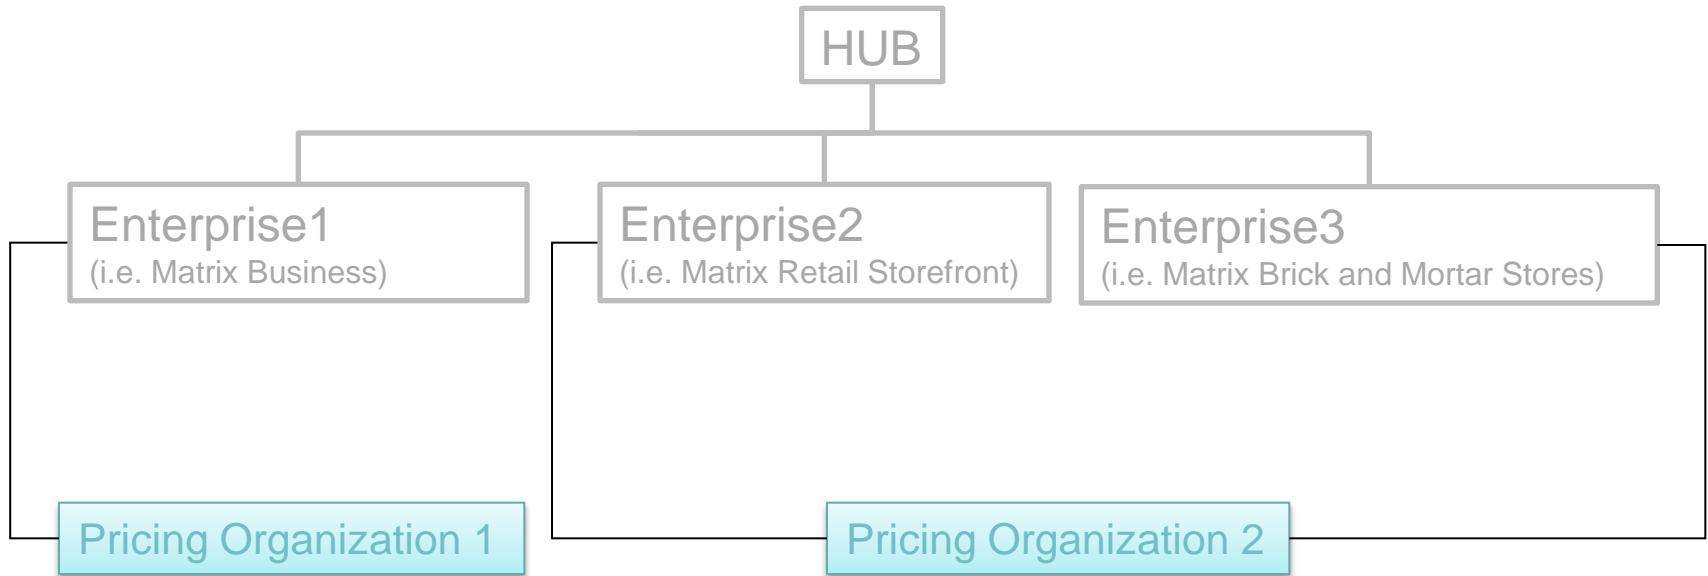 HUB
Enterprise1
(i.e. Matrix Business)
Enterprise2
(i.e. Matrix Retail Storefront)
Enterprise3
(i.e. Matrix Brick and Mortar Stores)
Pricing Organization 1
Pricing Organization 2